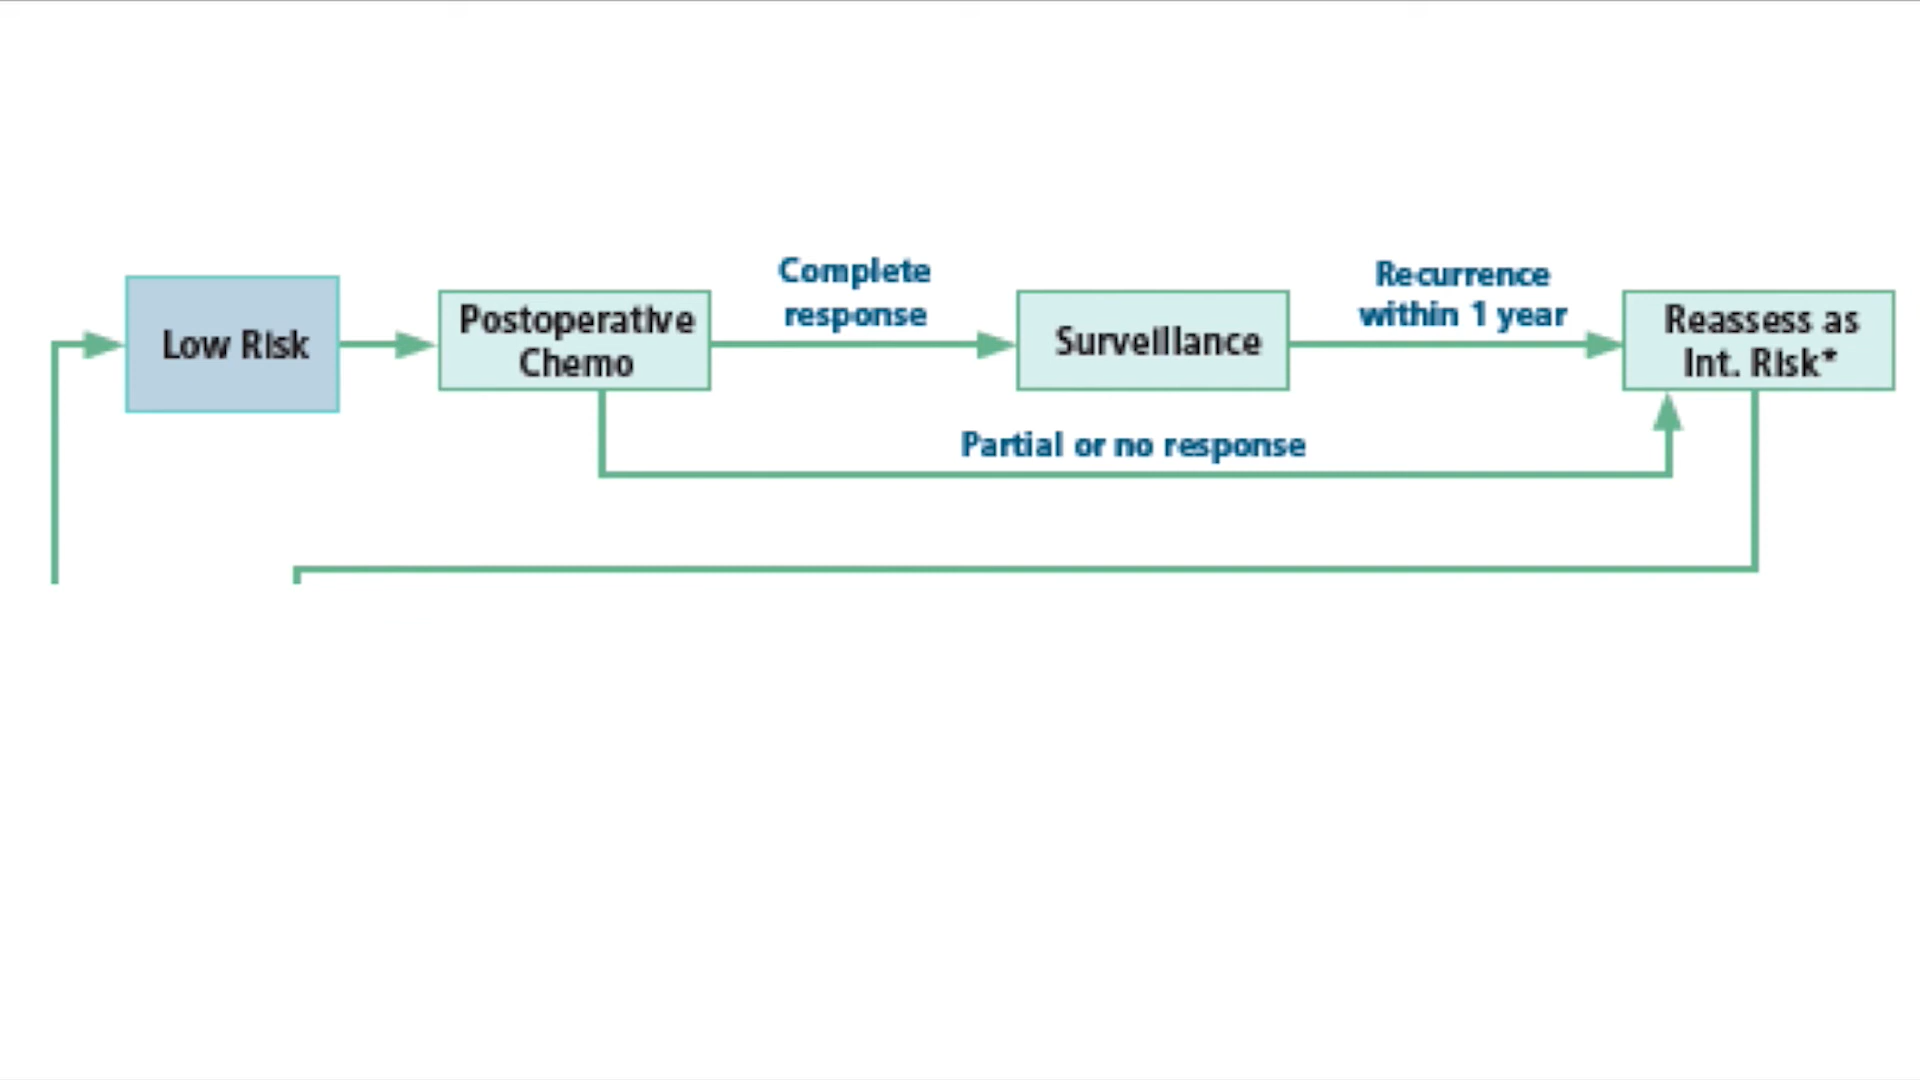 Low Risk
Postoperative
Chemo
Complete
response
Surveillance
Recurrence
within 1 year
Reassess as
Int. Risk*
Partial or no response